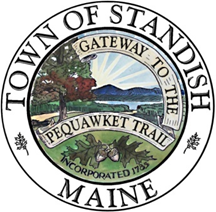 TOWN OF STANDISH
GATEWAY TO THE
PEQUAWKET TRAIL
INCORPORATED 1785
MAINE